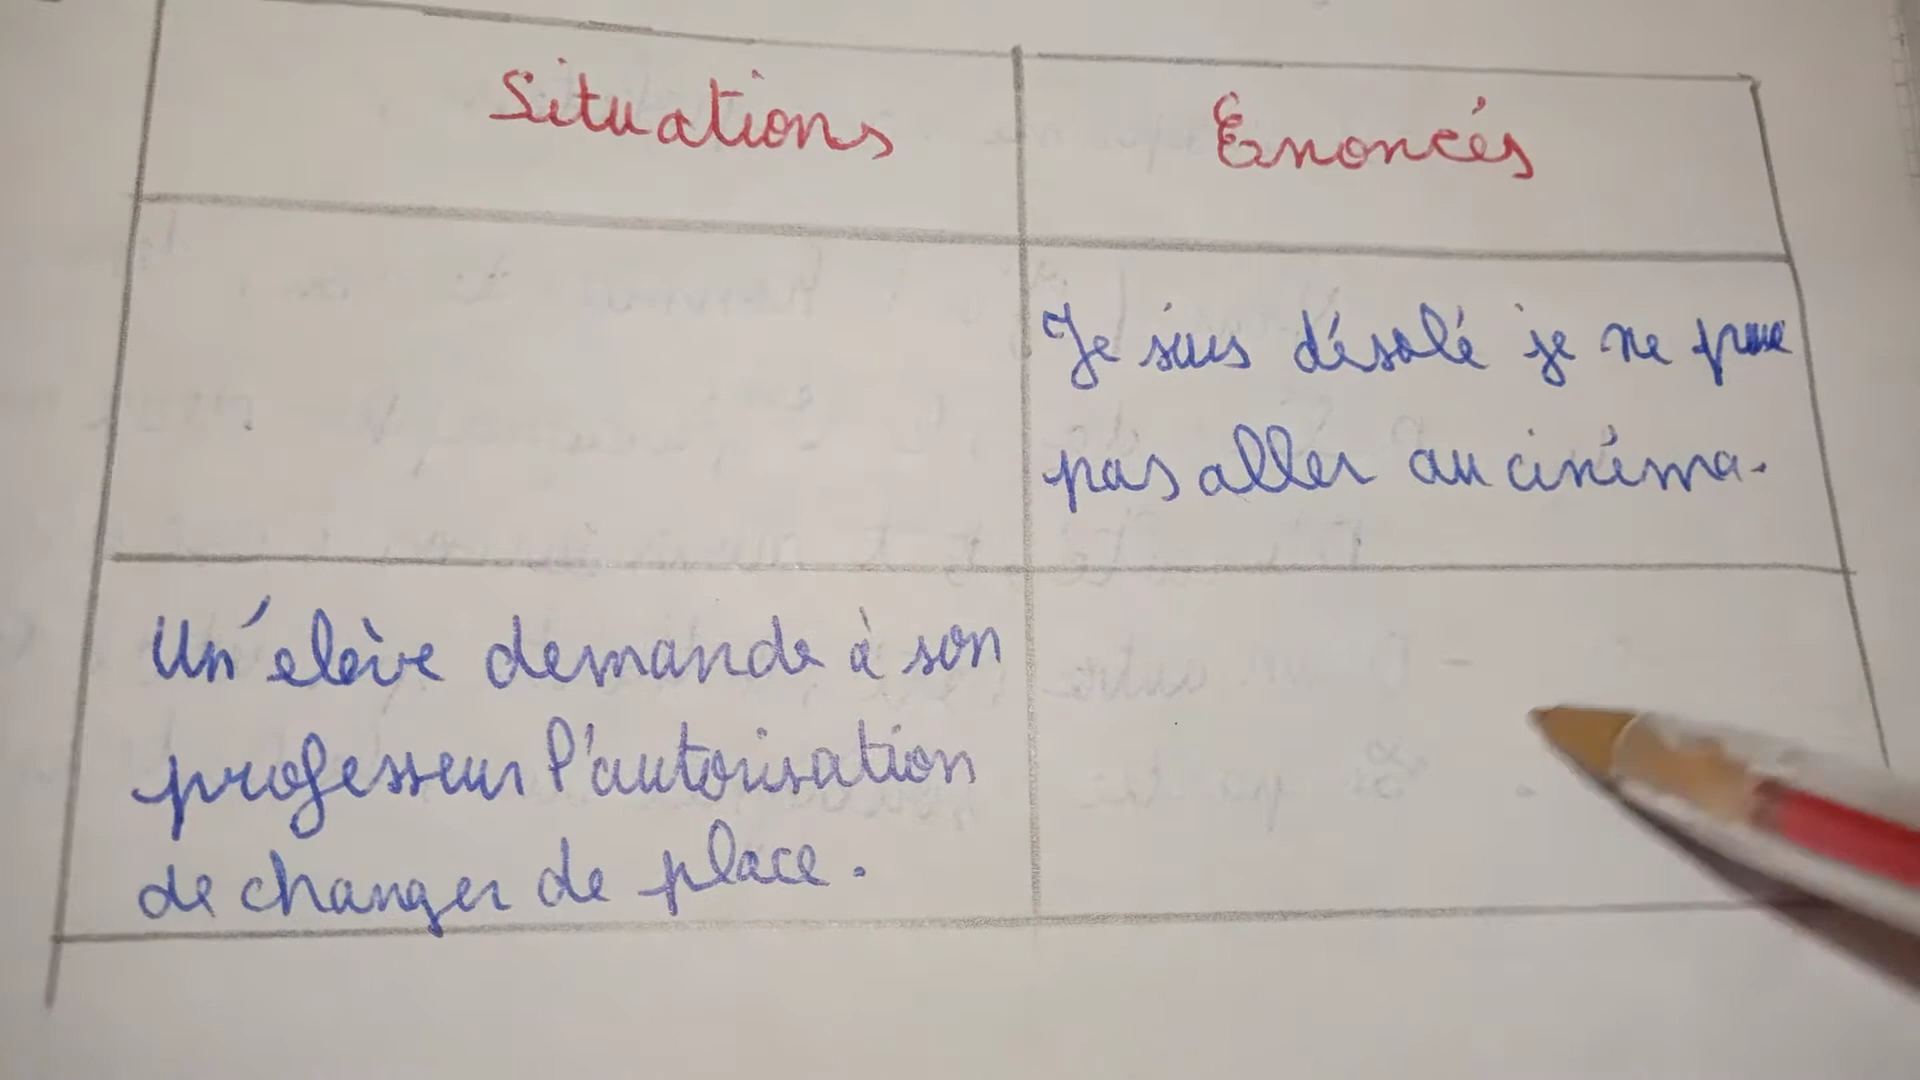 Situations
Enoncés
Je suis désolé je ne peux
pas aller au cinéma.
Un élève demande à son
professeur l'autorisation
de changer de place.